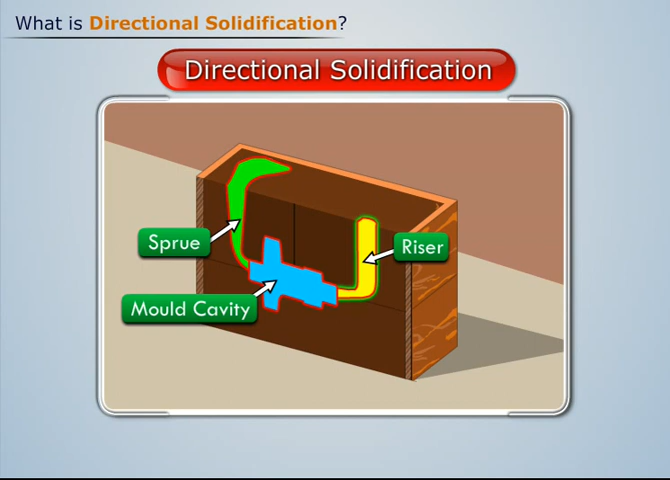 What is Directional Solidification?
Directional Solidification
Sprue
Riser
Mould Cavity